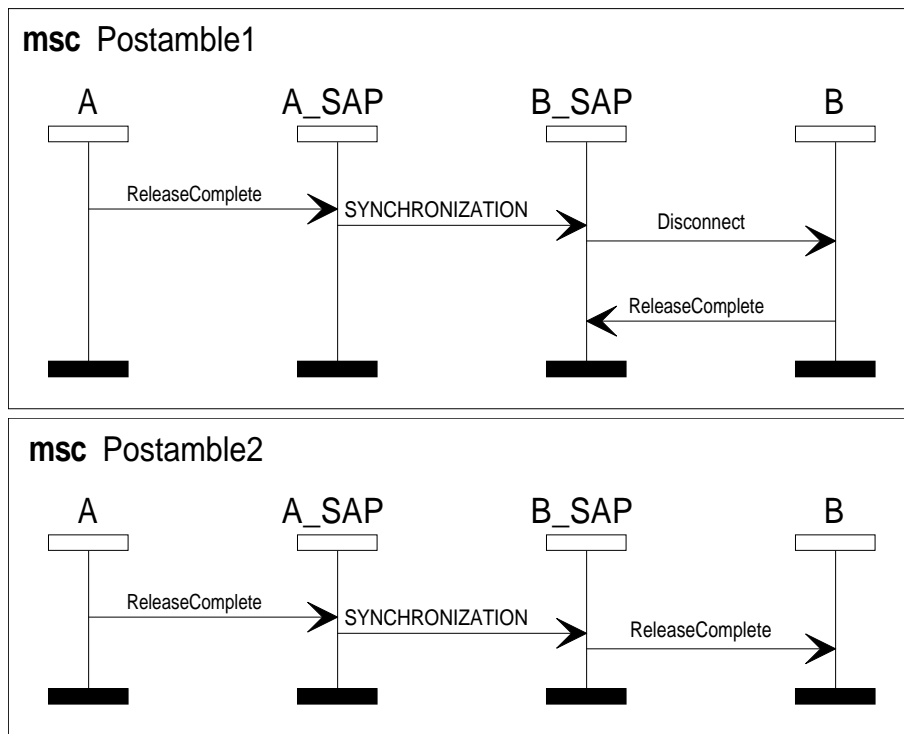 msc Postamble1
A A_SAP B_SAP B
ReleaseComplete
SYNCHRONIZATION
Disconnect
ReleaseComplete
msc Postamble2
A A_SAP B_SAP B
ReleaseComplete
SYNCHRONIZATION
ReleaseComplete